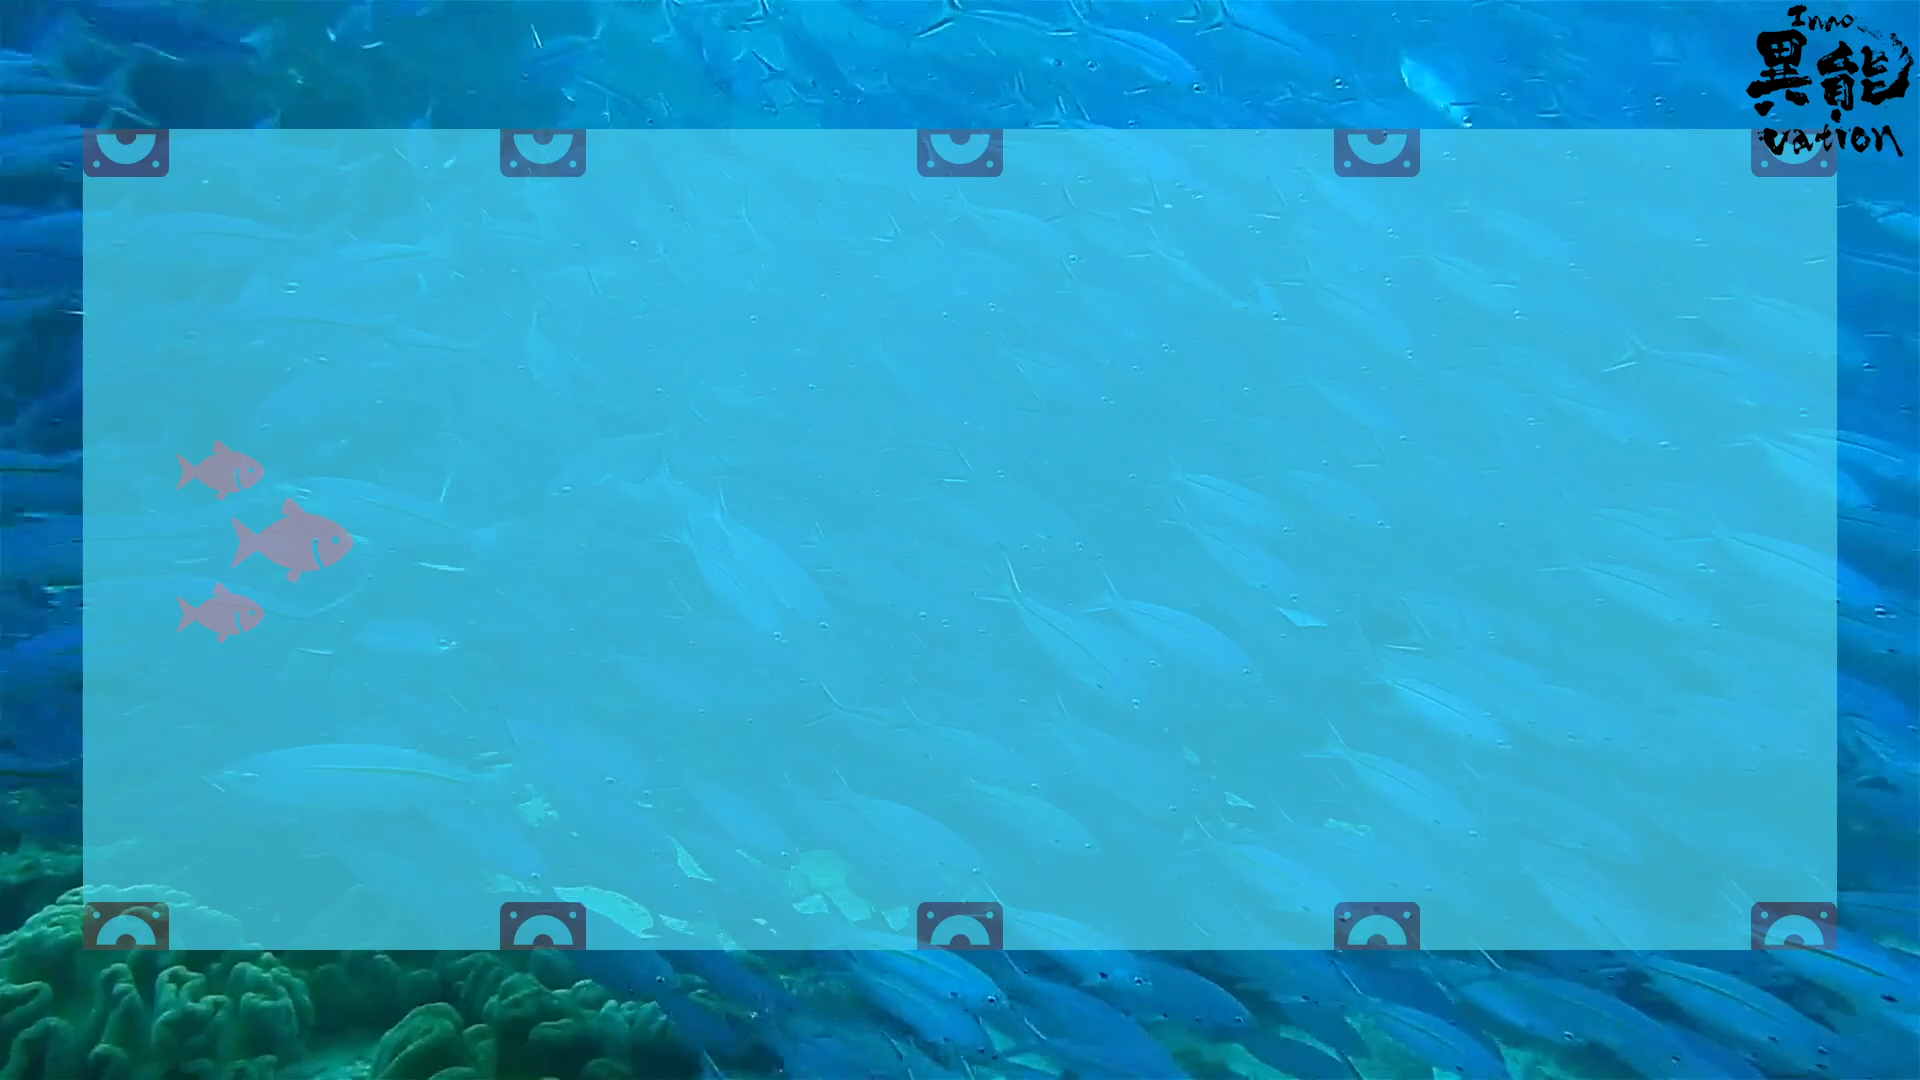 Inno
異能
vation